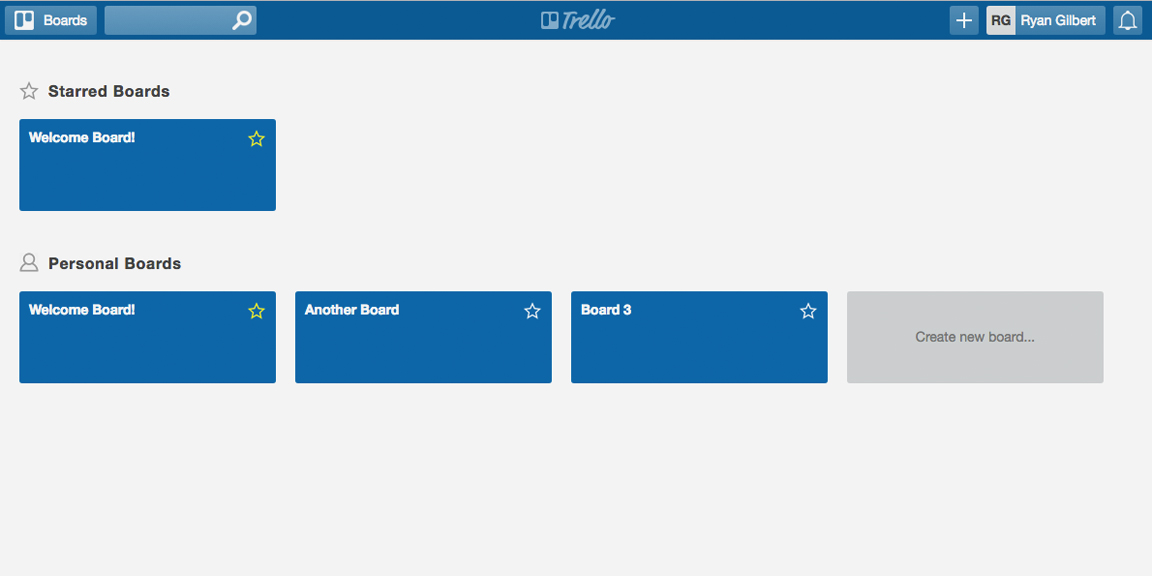 Boards
Trello
RG Ryan Gilbert
Starred Boards
Welcome Board!
Personal Boards
Welcome Board!
Another Board
Board 3
Create new board...